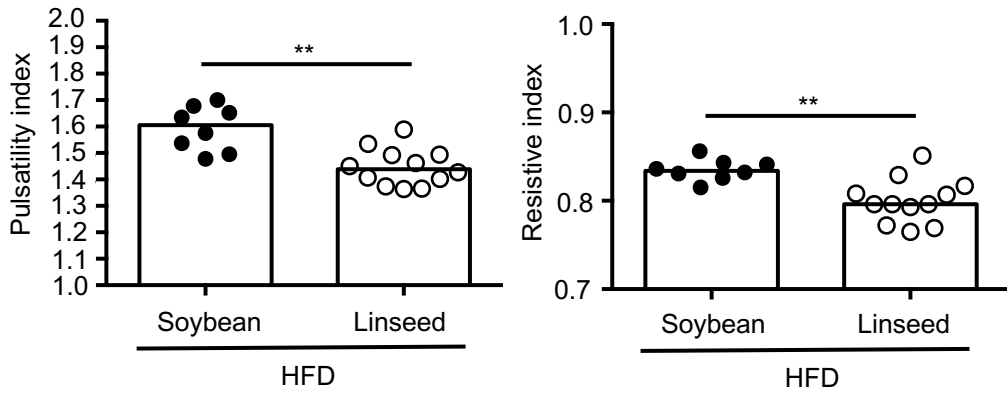 Pulsatility index
2.0
1.9
1.8
1.7
1.6
1.5
1.4
1.3
1.2
1.1
1.0
**
Soybean Linseed
HFD
Resistive index
1.0
0.9
0.8
0.7
**
Soybean Linseed
HFD